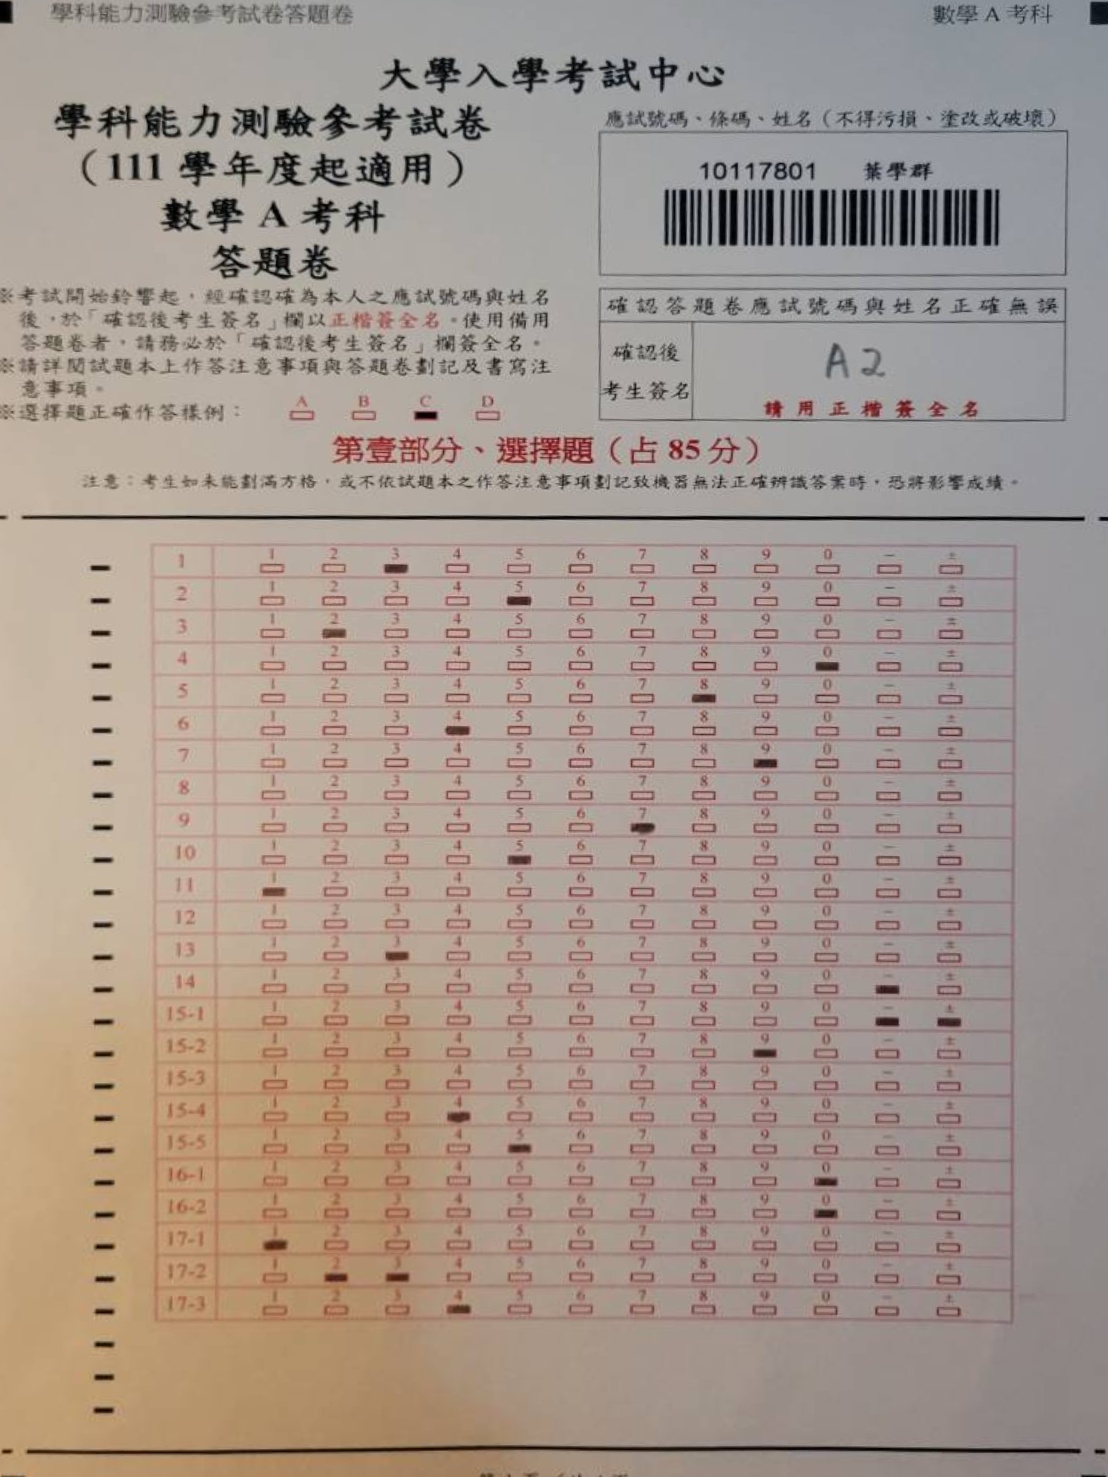 學科能力測驗參考試卷答題卷
數學 A 考科
大學入學考試中心
學科能力測驗參考試卷
（111 學年度起適用）
數學 A 考科
答題卷
應試號碼、條碼、姓名（不得污損、塗改或破壞）
10117801 葉學群
※考試開始鈴響起，經確認確為本人之應試號碼與姓名
後，於「確認後考生簽名」欄以正楷簽全名。使用備用
答題卷者，請務必於「確認後考生簽名」欄簽全名。
※請詳閱試題本上作答注意事項與答題卷劃記及書寫注
意事項。
※選擇題正確作答樣例：
A B C D
確認答題卷應試號碼與姓名正確無誤
確認後
考生簽名
A2
請用正楷簽全名
第壹部分、選擇題（占 85 分）
注意：考生如未能劃滿方格，或不依試題本之作答注意事項劃記致機器無法正確辨識答案時，恐將影響成績。
1 1 2 3 4 5 6 7 8 9 0 － ±
2 1 2 3 4 5 6 7 8 9 0 － ±
3 1 2 3 4 5 6 7 8 9 0 － ±
4 1 2 3 4 5 6 7 8 9 0 － ±
5 1 2 3 4 5 6 7 8 9 0 － ±
6 1 2 3 4 5 6 7 8 9 0 － ±
7 1 2 3 4 5 6 7 8 9 0 － ±
8 1 2 3 4 5 6 7 8 9 0 － ±
9 1 2 3 4 5 6 7 8 9 0 － ±
10 1 2 3 4 5 6 7 8 9 0 － ±
11 1 2 3 4 5 6 7 8 9 0 － ±
12 1 2 3 4 5 6 7 8 9 0 － ±
13 1 2 3 4 5 6 7 8 9 0 － ±
14 1 2 3 4 5 6 7 8 9 0 － ±
15-1 1 2 3 4 5 6 7 8 9 0 － ±
15-2 1 2 3 4 5 6 7 8 9 0 － ±
15-3 1 2 3 4 5 6 7 8 9 0 － ±
15-4 1 2 3 4 5 6 7 8 9 0 － ±
15-5 1 2 3 4 5 6 7 8 9 0 － ±
16-1 1 2 3 4 5 6 7 8 9 0 － ±
16-2 1 2 3 4 5 6 7 8 9 0 － ±
17-1 1 2 3 4 5 6 7 8 9 0 － ±
17-2 1 2 3 4 5 6 7 8 9 0 － ±
17-3 1 2 3 4 5 6 7 8 9 0 － ±